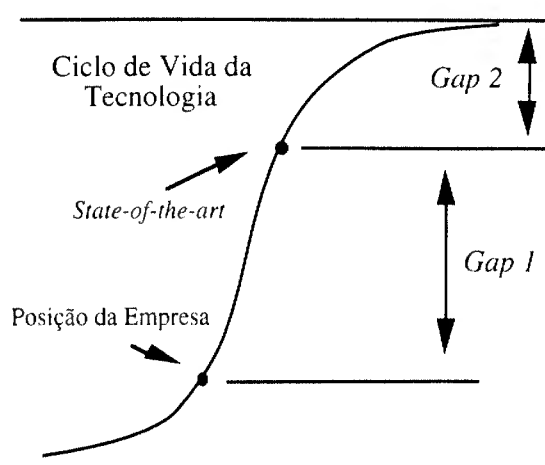 Ciclo de Vida da
Tecnologia
Gap 2
State-of-the-art
Gap 1
Posição da Empresa